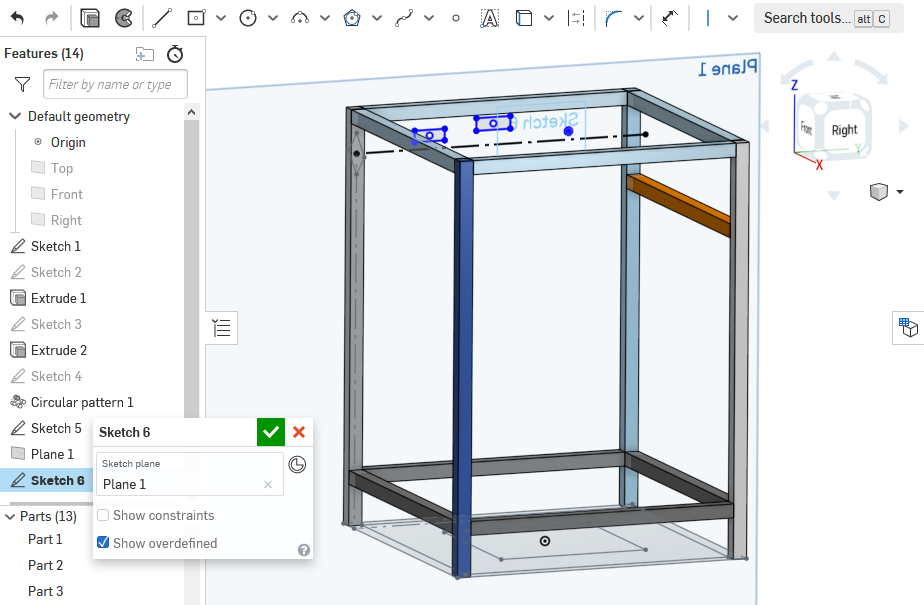 Search tools... alt C
Features (14)
Filter by name or type
Default geometry
Origin
Top
Front
Right
Sketch 1
Sketch 2
Extrude 1
Sketch 3
Extrude 2
Sketch 4
Circular pattern 1
Sketch 5
Plane 1
Sketch 6
Parts (13)
Part 1
Part 2
Part 3
Sketch 6
Sketch plane
Plane 1
Show constraints
Show overdefined
Plane 1
Sketch
Z
Front
Right
Y
X